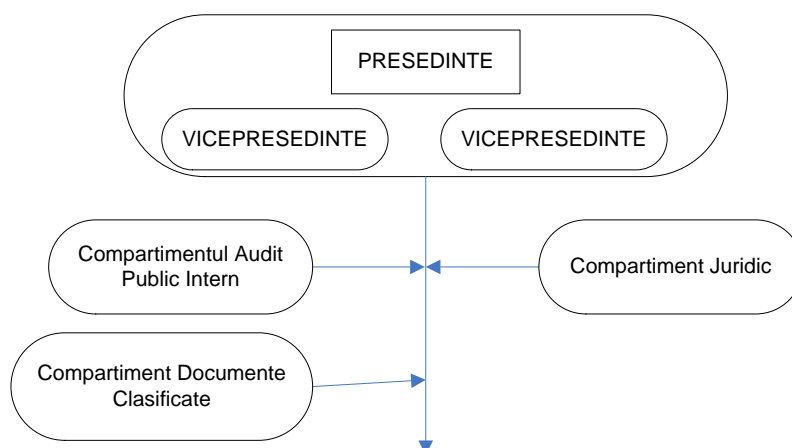 PRESEDINTE
VICEPRESEDINTE
VICEPRESEDINTE
Compartimentul Audit
Public Intern
Compartiment Juridic
Compartiment Documente
Clasificate